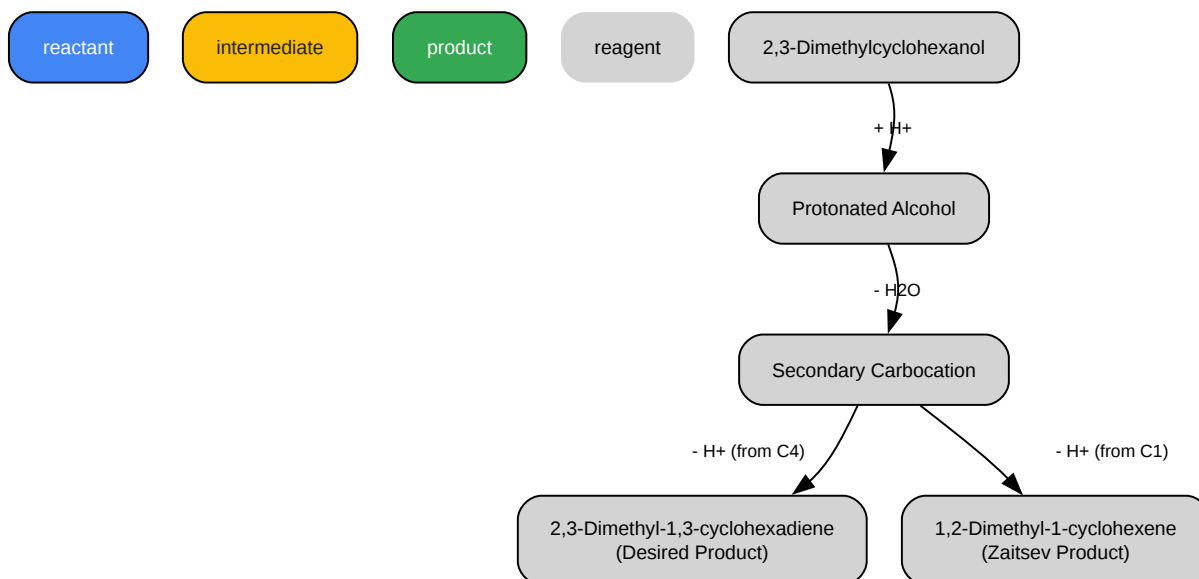 reactant
intermediate
product
reagent
2,3-Dimethylcyclohexanol
+ H+
Protonated Alcohol
- H2O
Secondary Carbocation
- H+ (from C4)
- H+ (from C1)
2,3-Dimethyl-1,3-cyclohexadiene
(Desired Product)
1,2-Dimethyl-1-cyclohexene
(Zaitsev Product)